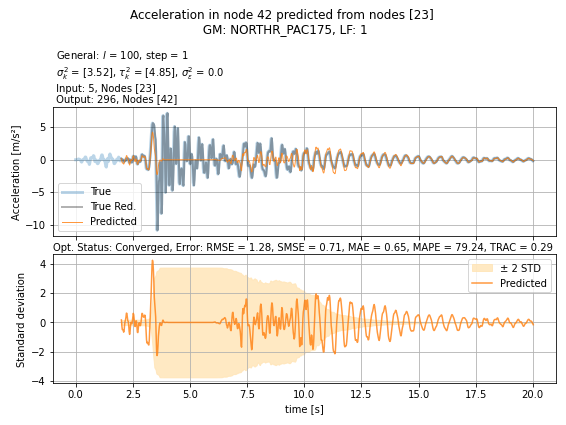 Acceleration in node 42 predicted from nodes [23]
GM: NORTHR_PAC175, LF: 1
General: l = 100, step = 1
σ²ₖ = [3.52], τ²ₖ = [4.85], σ²ₑ = 0.0
Input: 5, Nodes [23]
Output: 296, Nodes [42]
Acceleration [m/s²]
5
0
−5
−10
True
True Red.
Predicted
Opt. Status: Converged, Error: RMSE = 1.28, SMSE = 0.71, MAE = 0.65, MAPE = 79.24, TRAC = 0.29
Standard deviation
4
2
0
−2
−4
± 2 STD
Predicted
0.0 2.5 5.0 7.5 10.0 12.5 15.0 17.5 20.0
time [s]